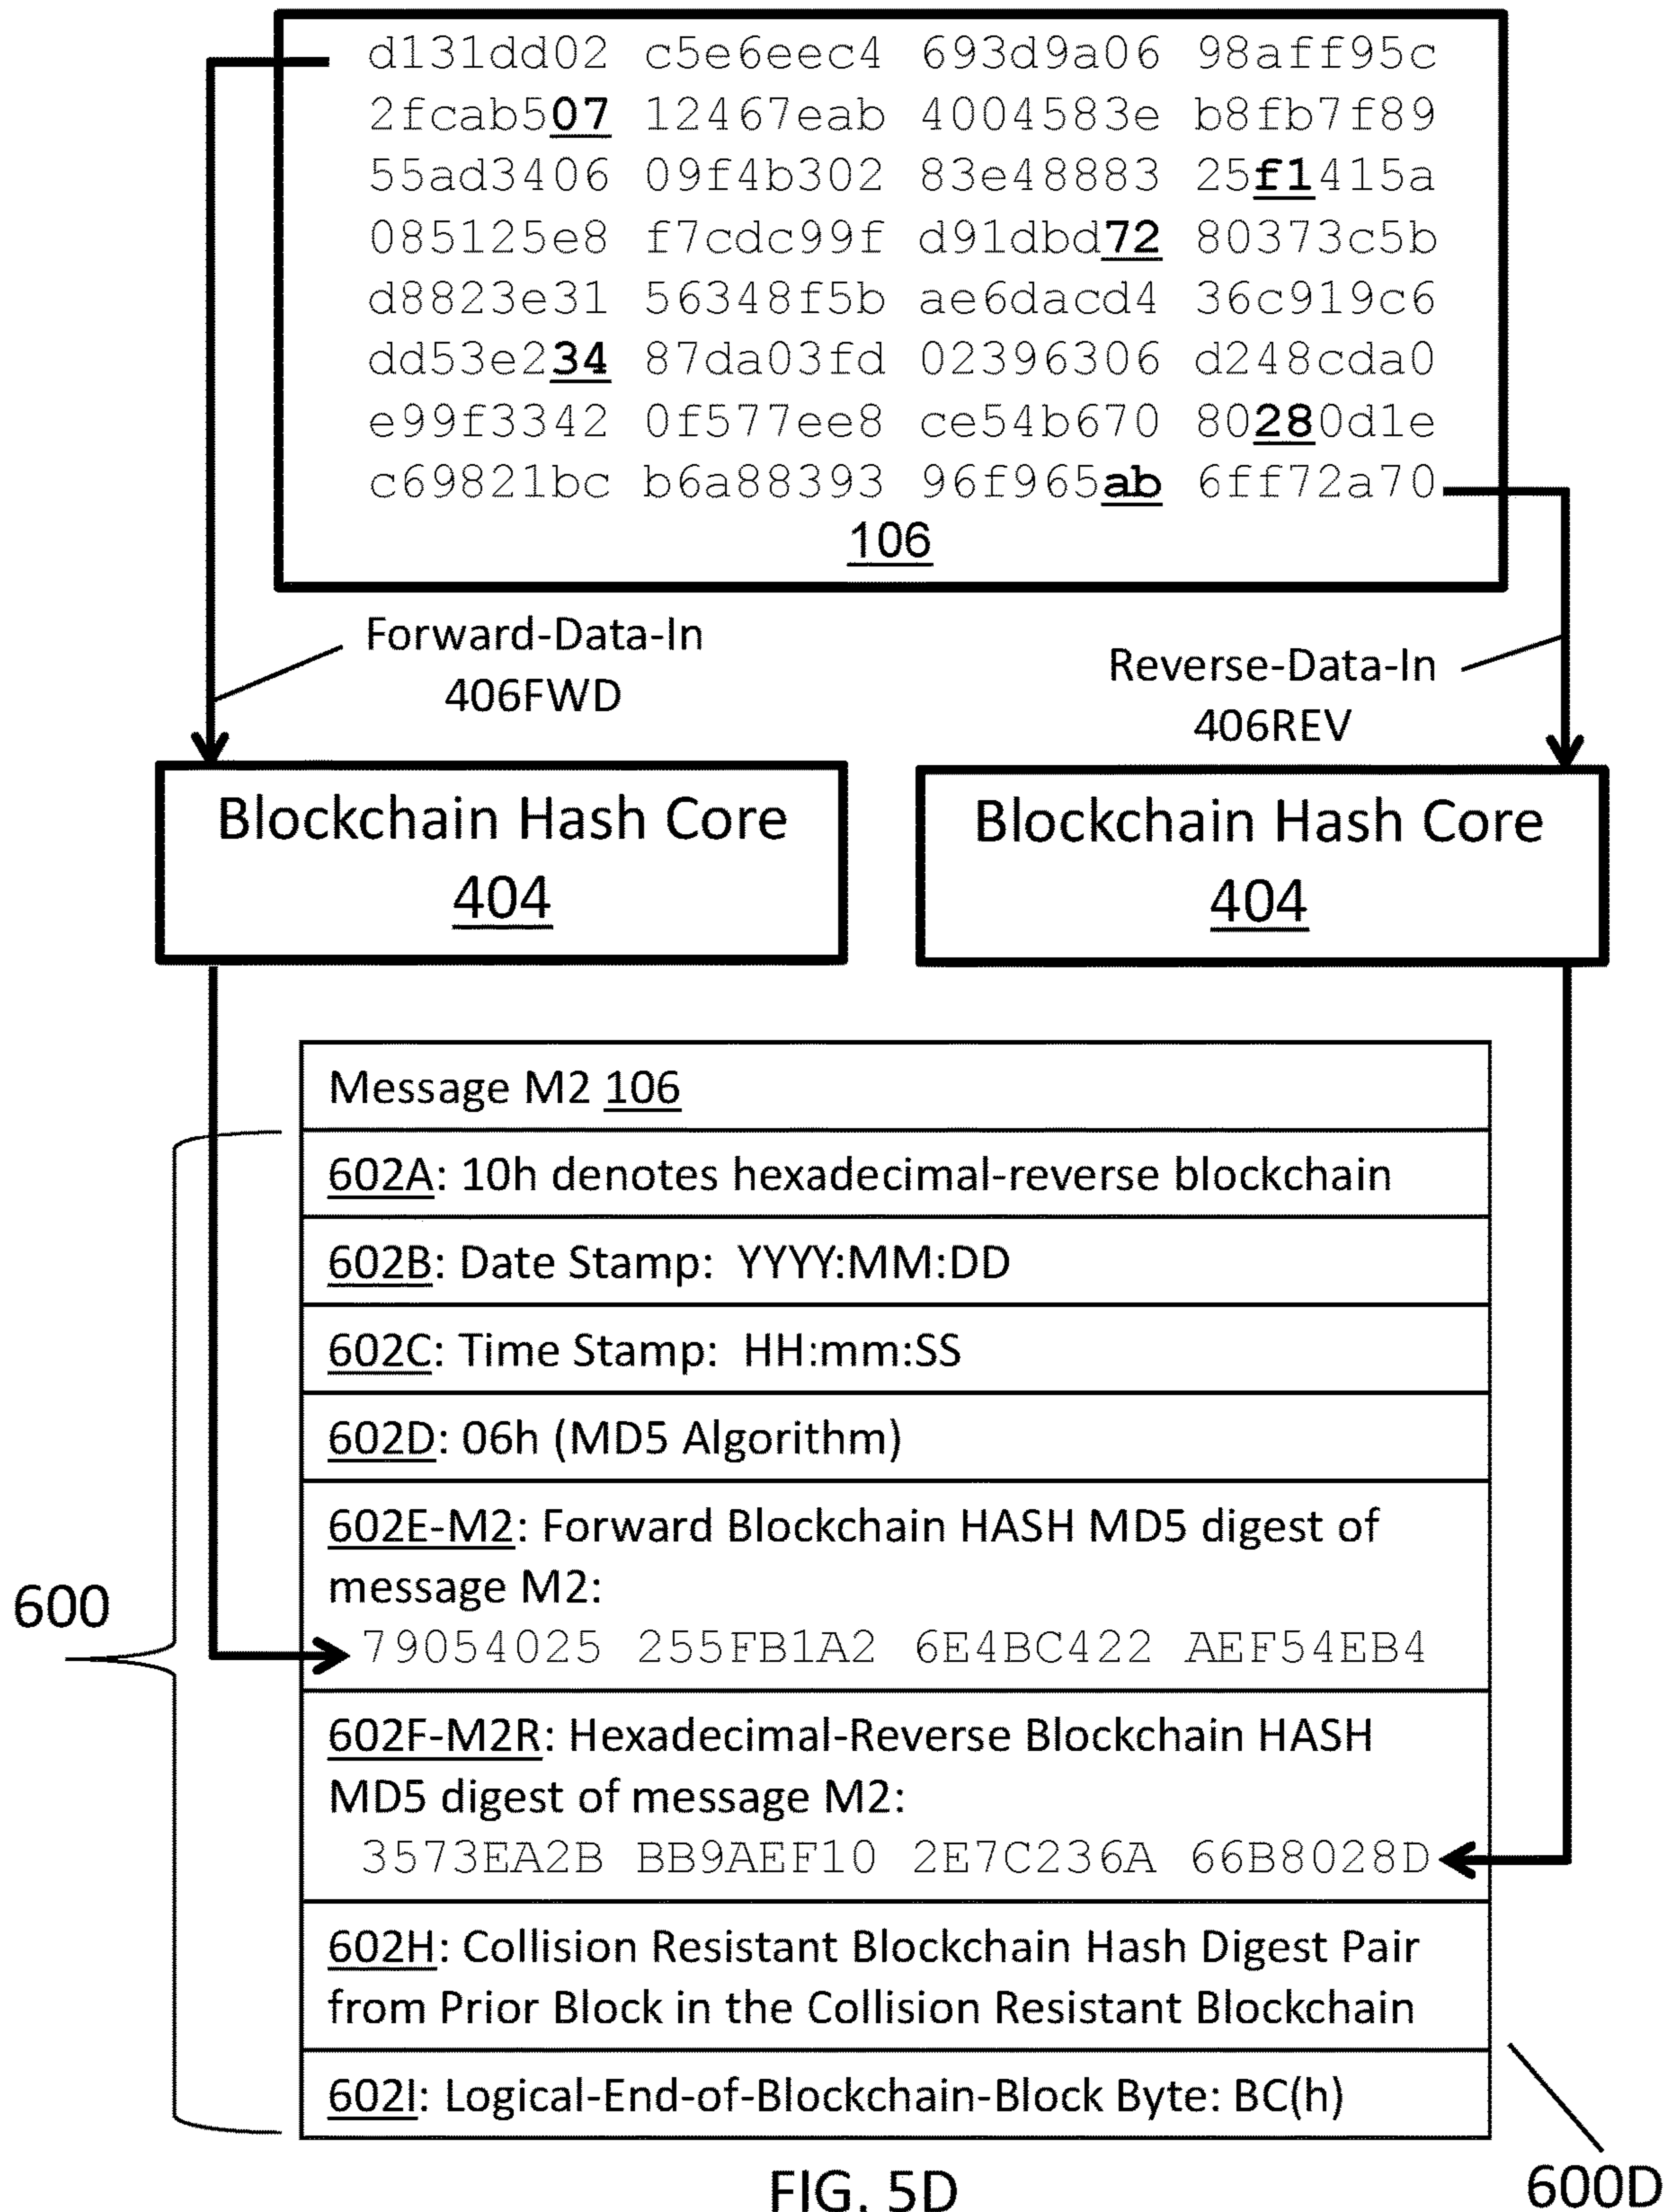 d131dd02 c5e6eec4 693d9a06 98aff95c
2fcab507 12467eab 4004583e b8fb7f89
55ad3406 09f4b302 83e48883 25f1415a
085125e8 f7cdc99f d91dbd72 80373c5b
d8823e31 56348f5b ae6dacd4 36c919c6
dd53e234 87da03fd 02396306 d248cda0
e99f3342 0f577ee8 ce54b670 80280d1e
c69821bc b6a88393 96f965ab 6ff72a70
106
Forward-Data-In
406FWD
Reverse-Data-In
406REV
Blockchain Hash Core
404
Blockchain Hash Core
404
Message M2 106
602A: 10h denotes hexadecimal-reverse blockchain
602B: Date Stamp: YYYY:MM:DD
602C: Time Stamp: HH:mm:SS
602D: 06h (MD5 Algorithm)
602E-M2: Forward Blockchain HASH MD5 digest of
message M2:
79054025 255FB1A2 6E4BC422 AEF54EB4
602F-M2R: Hexadecimal-Reverse Blockchain HASH
MD5 digest of message M2:
3573EA2B BB9AEF10 2E7C236A 66B8028D
602H: Collision Resistant Blockchain Hash Digest Pair
from Prior Block in the Collision Resistant Blockchain
602I: Logical-End-of-Blockchain-Block Byte: BC(h)
600
600D
FIG. 5D